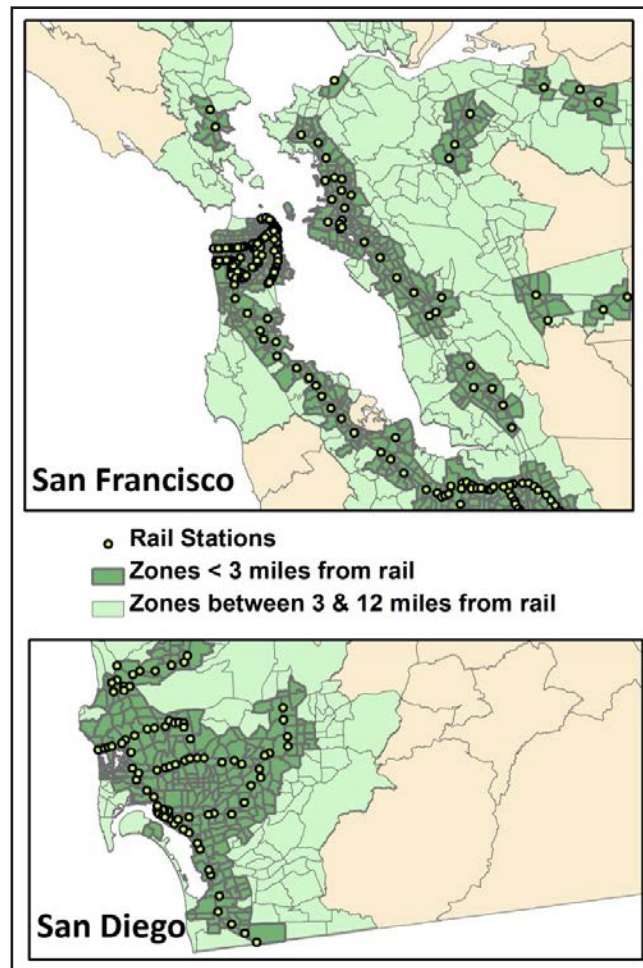 San Francisco
Rail Stations
Zones < 3 miles from rail
Zones between 3 & 12 miles from rail
San Diego